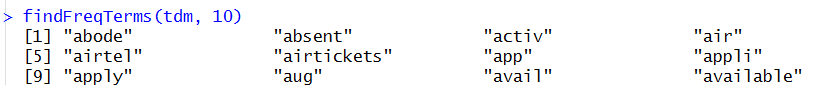 > findFreqTerms(tdm, 10)
[1] "abode" "absent" "activ" "air"
[5] "airtel" "airtickets" "app" "appli"
[9] "apply" "aug" "avail" "available"